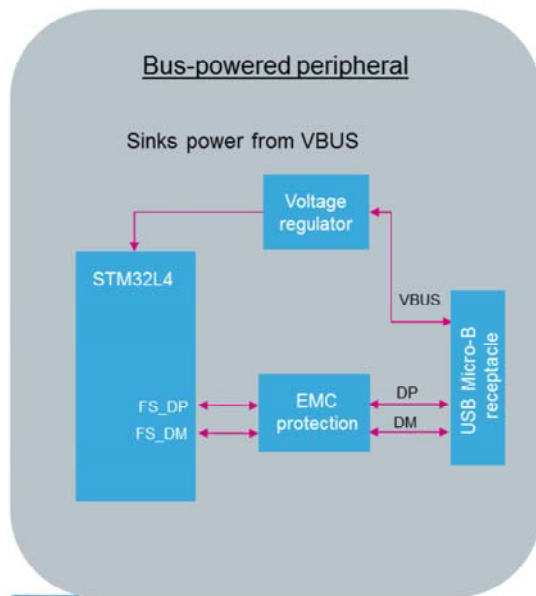 Bus-powered peripheral
Sinks power from VBUS
Voltage
regulator
STM32L4
VBUS
USB Micro-B
receptacle
FS_DP
FS_DM
EMC
protection
DP
DM